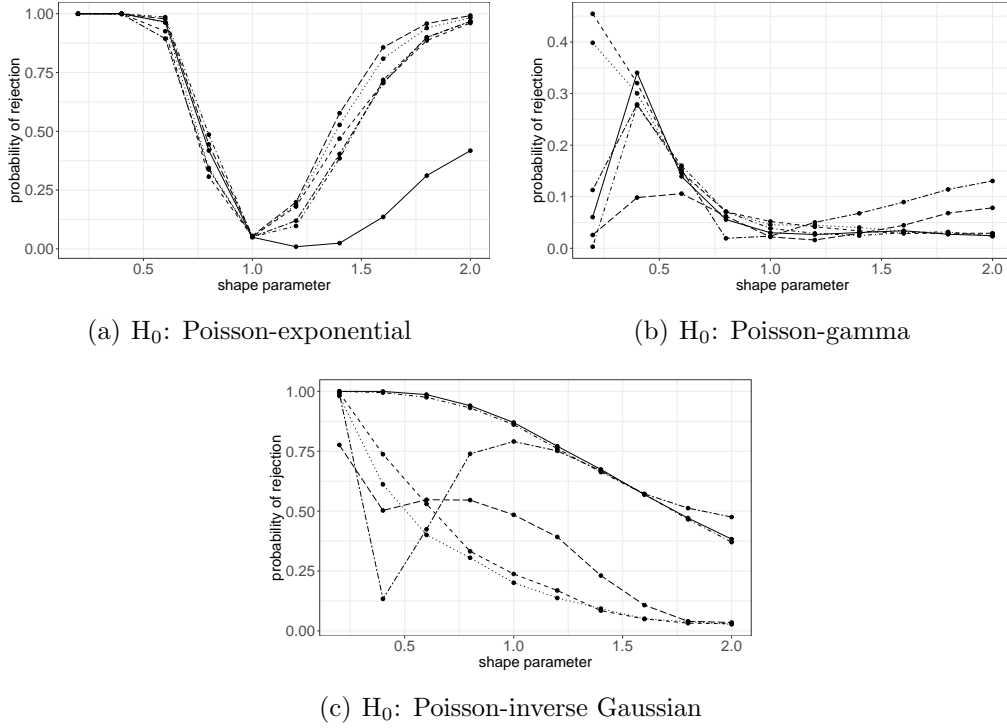 1.00
0.75
0.50
0.25
0.00
probability of rejection
0.5 1.0 1.5 2.0
shape parameter
(a) H₀: Poisson-exponential
0.4
0.3
0.2
0.1
0.0
probability of rejection
0.5 1.0 1.5 2.0
shape parameter
(b) H₀: Poisson-gamma
1.00
0.75
0.50
0.25
0.00
probability of rejection
0.5 1.0 1.5 2.0
shape parameter
(c) H₀: Poisson-inverse Gaussian